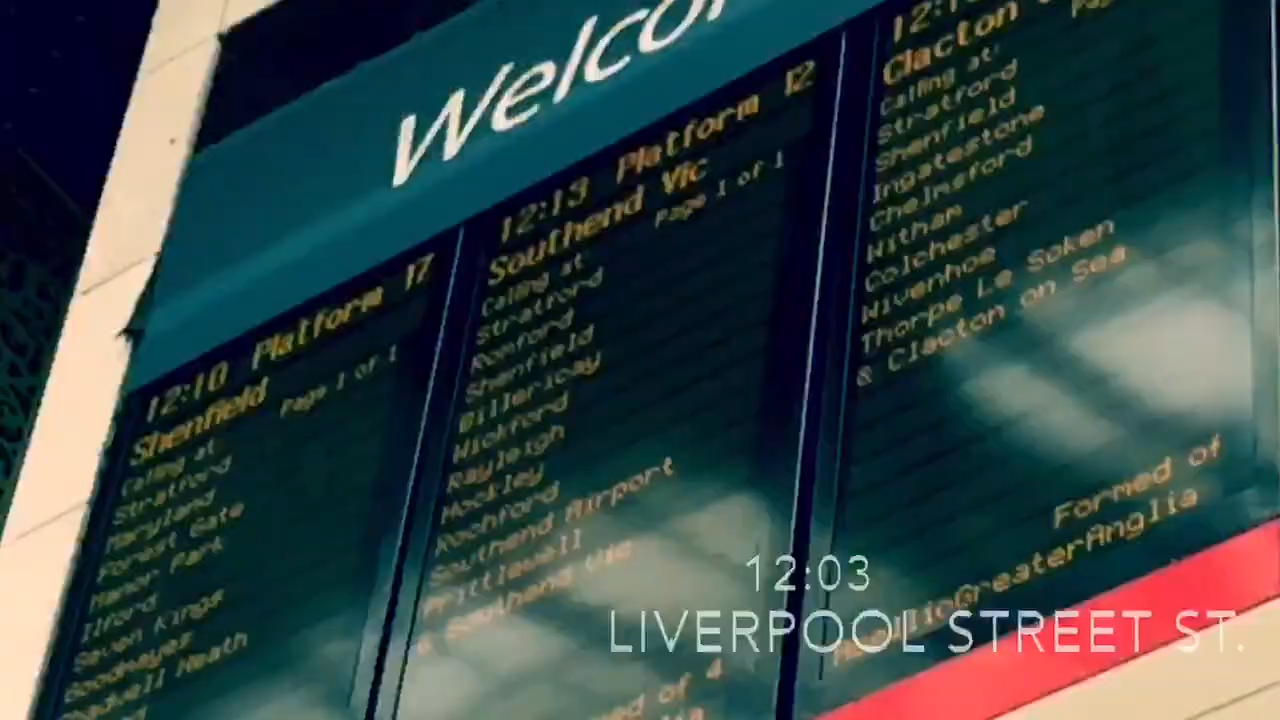 12:10 Platform 17
Shenfield
Page 1 of 1
Calling at
Stratford
Maryland
Forest Gate
Manor Park
Ilford
Seven Kings
Goodmayes
Heath
12:13 Platform 12
Southend Vic
Page 1 of 1
Calling at
Stratford
Romford
Shenfield
Billericay
Wickford
Rayleigh
Hockley
Rochford
Southend Airport
Prittlewell
& Southend Vic
of 4
Clacton
Calling at:
Stratford
Shenfield
Ingatestone
Chelmsford
Witham
Colchester
Wivenhoe
Thorpe Le Soken
& Clacton on Sea
Formed of
@GreaterAnglia
12:03
LIVERPOOL STREET ST.